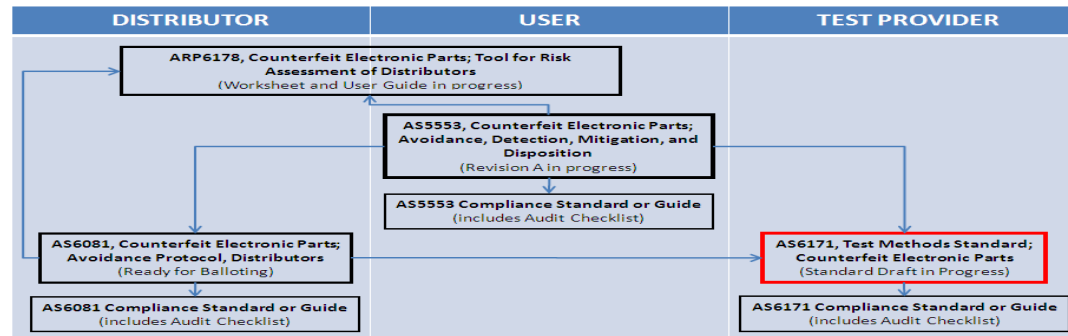 DISTRIBUTOR
USER
TEST PROVIDER
ARP6178, Counterfeit Electronic Parts; Tool for Risk
Assessment of Distributors
(Worksheet and User Guide in progress)
AS5553, Counterfeit Electronic Parts;
Avoidance, Detection, Mitigation, and
Disposition
(Revision A in progress)
AS5553 Compliance Standard or Guide
(includes Audit Checklist)
AS6081, Counterfeit Electronic Parts;
Avoidance Protocol, Distributors
(Ready for Balloting)
AS6171, Test Methods Standard;
Counterfeit Electronic Parts
(Standard Draft in Progress)
AS6081 Compliance Standard or Guide
(includes Audit Checklist)
AS6171 Compliance Standard or Guide
(includes Audit Checklist)